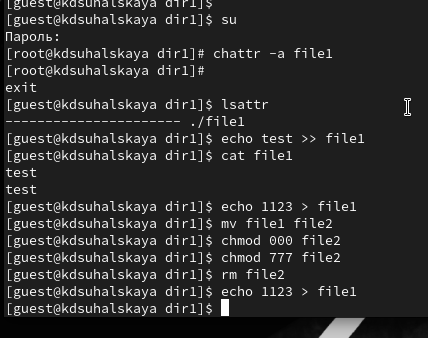 [guest@kdsuhalskaya dir1]$
[guest@kdsuhalskaya dir1]$ su
Пароль:
[root@kdsuhalskaya dir1]# chattr -a file1
[root@kdsuhalskaya dir1]#
exit
[guest@kdsuhalskaya dir1]$ lsattr
---------------------- ./file1
[guest@kdsuhalskaya dir1]$ echo test >> file1
[guest@kdsuhalskaya dir1]$ cat file1
test
test
[guest@kdsuhalskaya dir1]$ echo 1123 > file1
[guest@kdsuhalskaya dir1]$ mv file1 file2
[guest@kdsuhalskaya dir1]$ chmod 000 file2
[guest@kdsuhalskaya dir1]$ chmod 777 file2
[guest@kdsuhalskaya dir1]$ rm file2
[guest@kdsuhalskaya dir1]$ echo 1123 > file1
[guest@kdsuhalskaya dir1]$